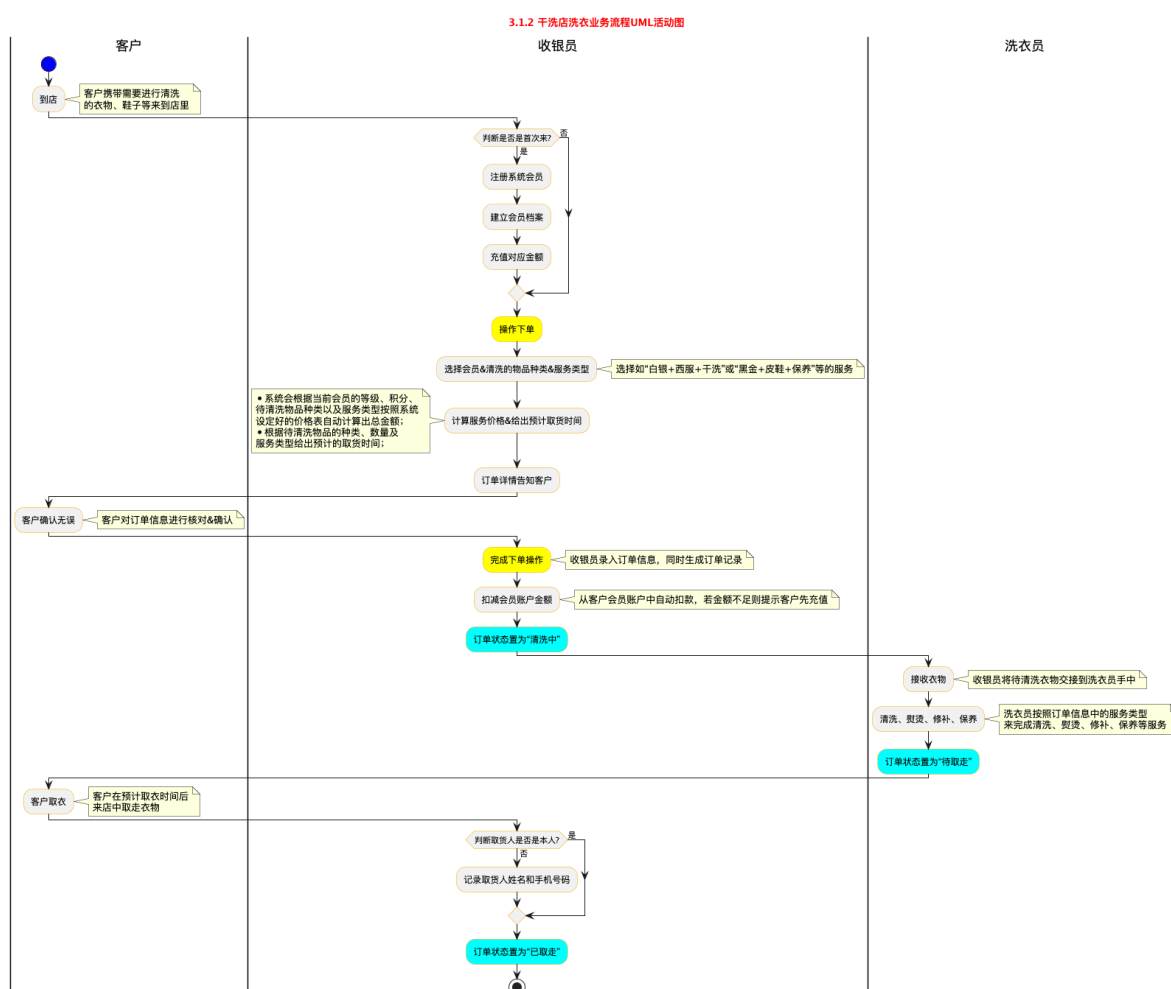 3.1.2 干洗店洗衣业务流程UML活动图
客户
收银员
洗衣员
到店
客户携带需要进行清洗
的衣物、鞋子等来到店里
判断是否是首次来?
否
是
注册系统会员
建立会员档案
充值对应金额
操作下单
选择会员&清洗的物品种类&服务类型
选择如“白银+西服+干洗”或“黑金+皮鞋+保养”等的服务
• 系统会根据当前会员的等级、积分、
待清洗物品种类以及服务类型按照系统
设定好的价格表自动计算出总金额；
• 根据待清洗物品的种类、数量及
服务类型给出预计的取货时间；
计算服务价格&给出预计取货时间
订单详情告知客户
客户确认无误
客户对订单信息进行核对&确认
完成下单操作
收银员录入订单信息，同时生成订单记录
扣减会员账户金额
从客户会员账户中自动扣款，若金额不足则提示客户先充值
订单状态置为“清洗中”
接收衣物
收银员将待清洗衣物交接到洗衣员手中
清洗、熨烫、修补、保养
洗衣员按照订单信息中的服务类型
来完成清洗、熨烫、修补、保养等服务
订单状态置为“待取走”
客户取衣
客户在预计取衣时间后
来店中取走衣物
判断取货人是否是本人?
是
否
记录取货人姓名和手机号码
订单状态置为“已取走”